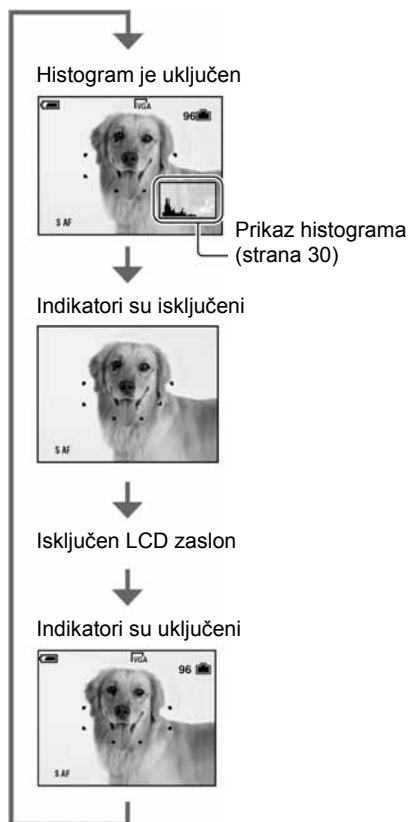 Histogram je uključen
VGA
96
S AF
Prikaz histograma
(strana 30)
Indikatori su isključeni
S AF
Isključen LCD zaslon
Indikatori su uključeni
VGA
96
S AF